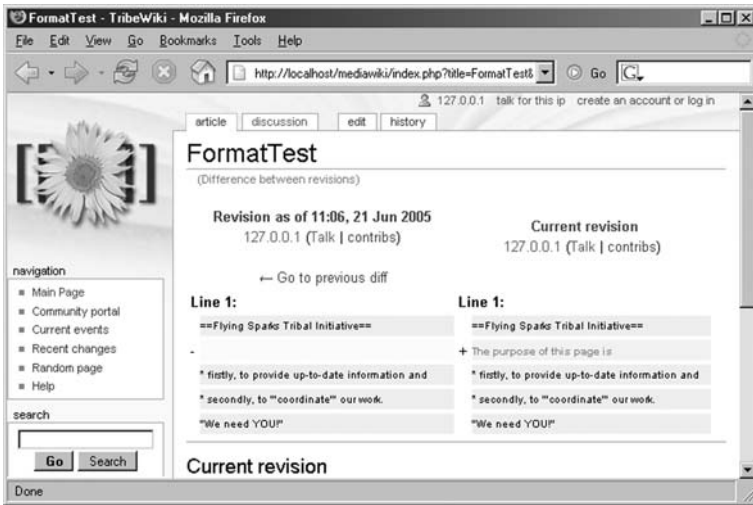 FormatTest - TribeWiki - Mozilla Firefox
File Edit View Go Bookmarks Tools Help
http://localhost/mediawiki/index.php?title=FormatTest& Go G
127.0.0.1 talk for this ip create an account or log in
article discussion edit history
FormatTest
(Difference between revisions)
Revision as of 11:06, 21 Jun 2005
127.0.0.1 (Talk | contribs)
← Go to previous diff
Current revision
127.0.0.1 (Talk | contribs)
Line 1:
Line 1:
==Flying Sparks Tribal Initiative==
==Flying Sparks Tribal Initiative==
-
+ The purpose of this page is
* firstly, to provide up-to-date information and
* firstly, to provide up-to-date information and
* secondly, to '''coordinate''' our work.
* secondly, to '''coordinate''' our work.
''We need YOU!''
''We need YOU!''
Current revision
navigation
Main Page
Community portal
Current events
Recent changes
Random page
Help
search
Go Search
Done